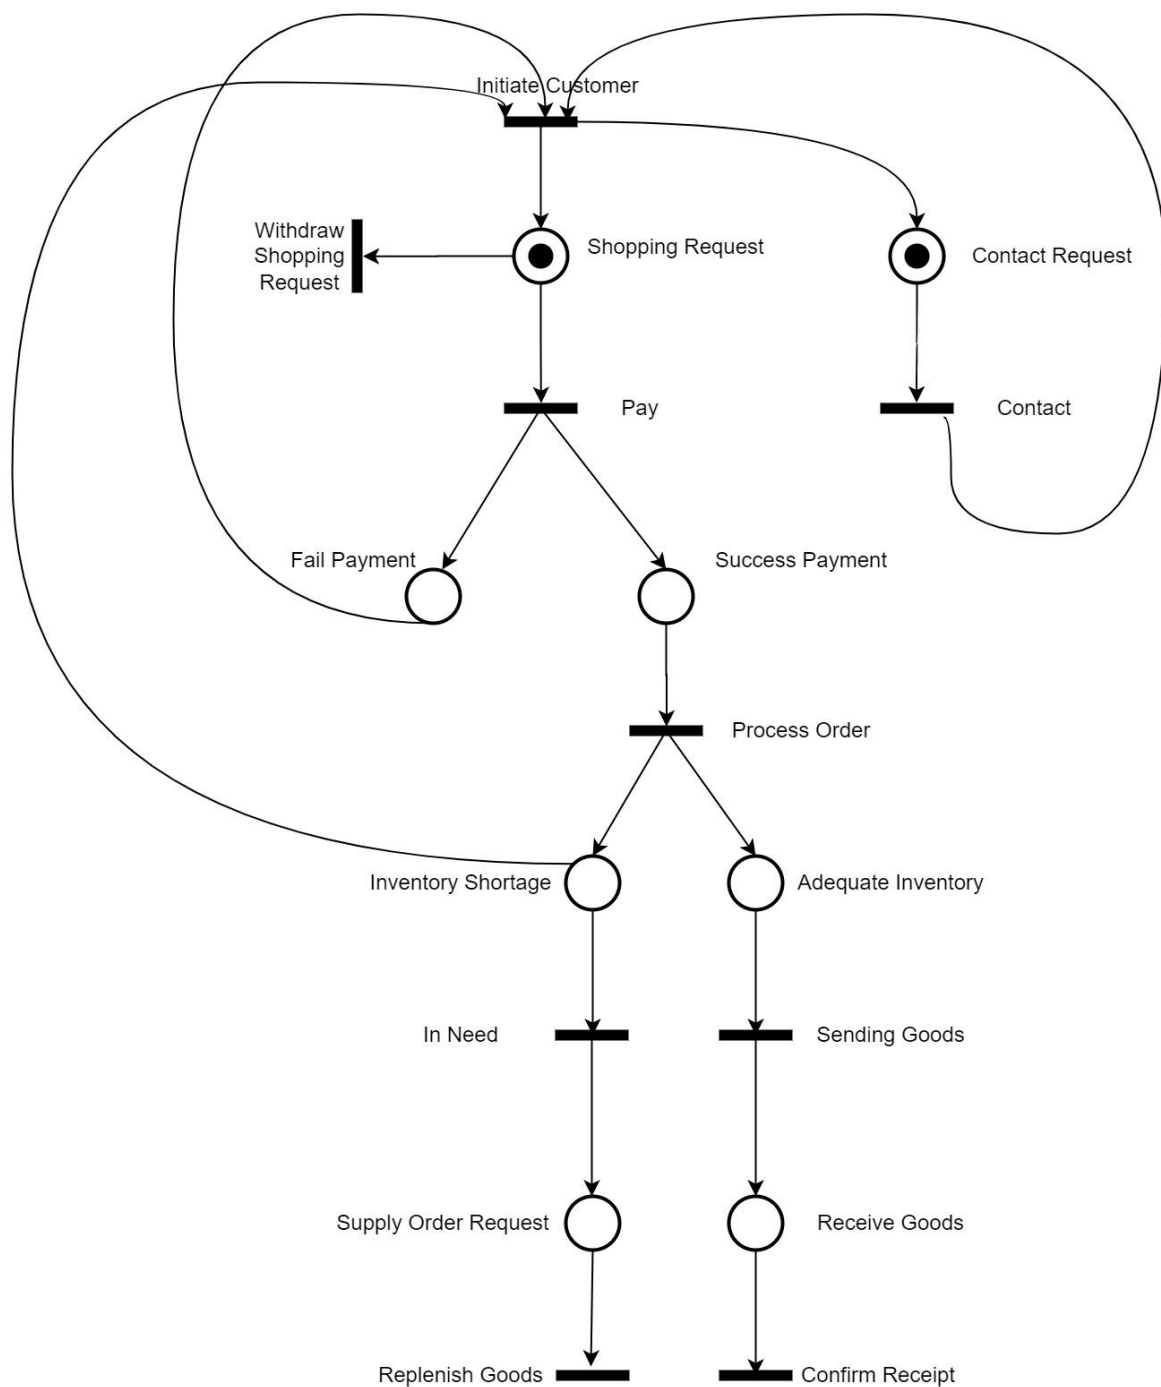 Initiate Customer
Withdraw
Shopping
Request
Shopping Request
Contact Request
Pay
Contact
Fail Payment
Success Payment
Process Order
Inventory Shortage
Adequate Inventory
In Need
Sending Goods
Supply Order Request
Receive Goods
Replenish Goods
Confirm Receipt